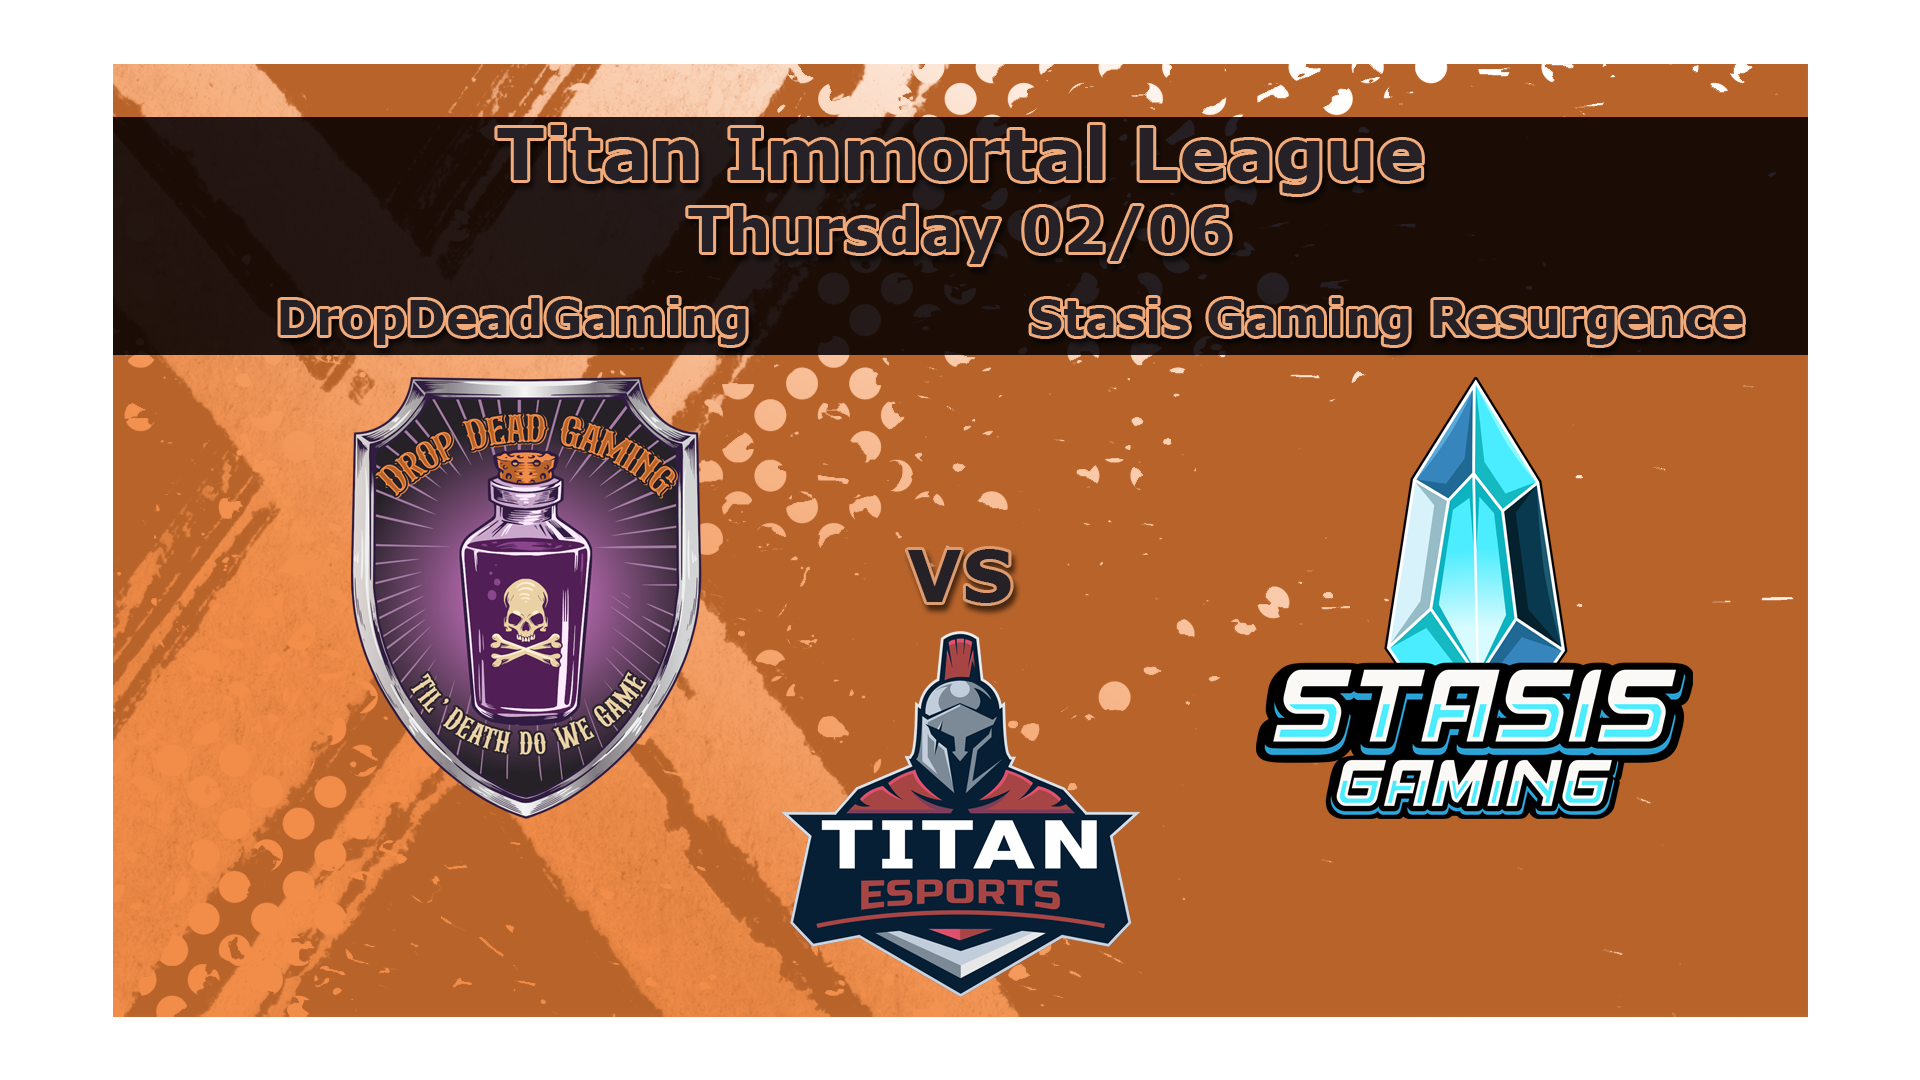 Titan Immortal League
Thursday 02/06
DropDeadGaming
Stasis Gaming Resurgence
DROP DEAD GAMING
TIL' DEATH DO WE GAME
VS
TITAN
ESPORTS
STASIS
GAMING